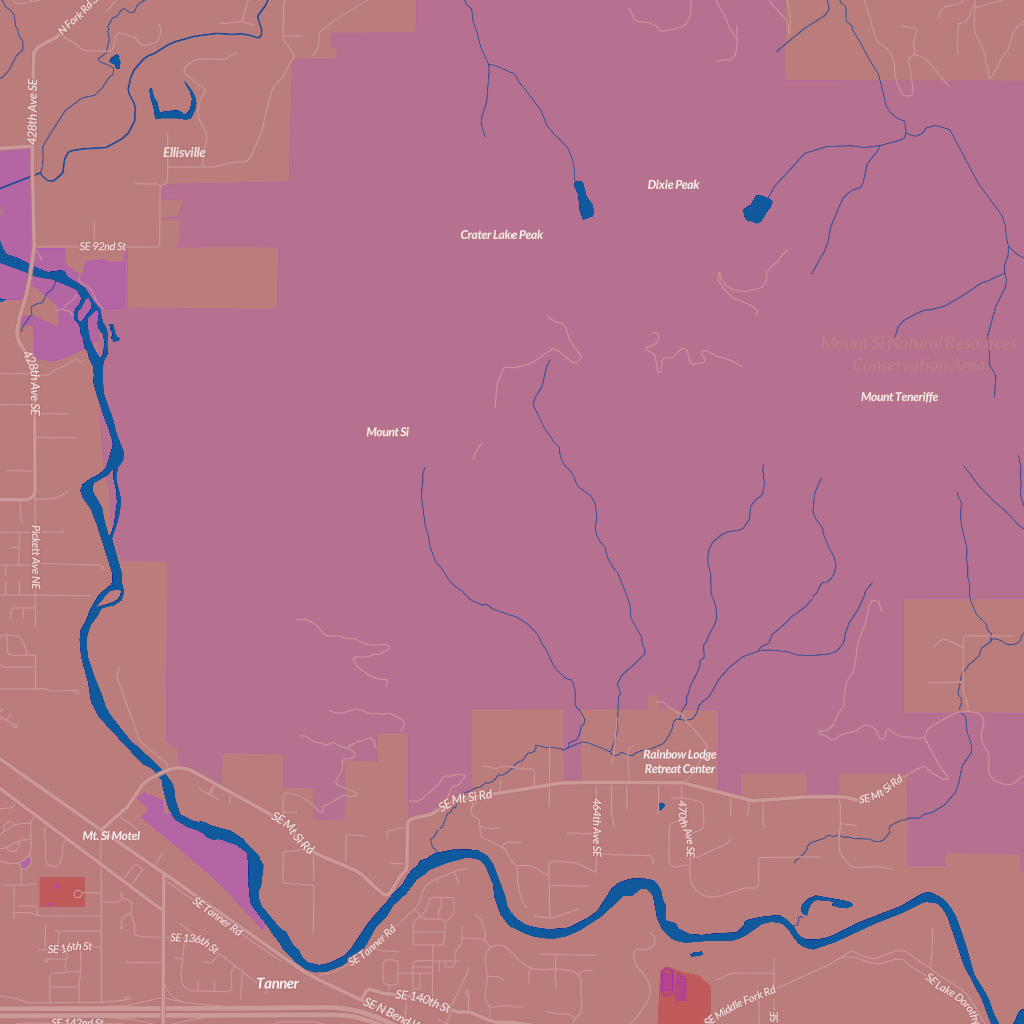 N Fork Rd S
428th Ave SE
Ellisville
Dixie Peak
Crater Lake Peak
SE 92nd St
Mount Si Natural Resources
Conservation Area
428th Ave SE
Mount Teneriffe
Mount Si
Pickett Ave NE
Rainbow Lodge
Retreat Center
SE Mt Si Rd
SE Mt Si Rd
SE Mt Si Rd
464th Ave SE
470th Ave SE
Mt. Si Motel
SE Tanner Rd
SE 136th St
SE 16th St
SE Tanner Rd
Tanner
SE 140th St
SE N Bend W
SE Middle Fork Rd
SE Lake Dorothy
SE
SE 142nd St